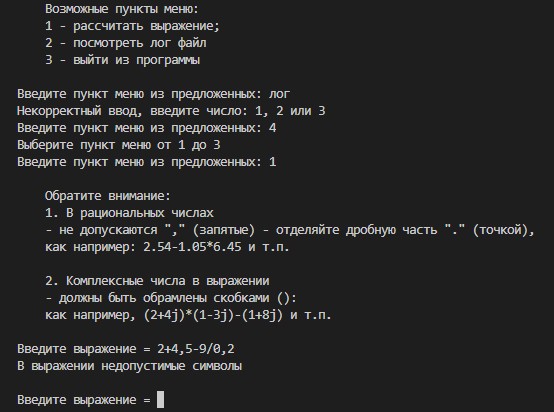 Возможные пункты меню:
1 - рассчитать выражение;
2 - посмотреть лог файл
3 - выйти из программы
Введите пункт меню из предложенных: лог
Некорректный ввод, введите число: 1, 2 или 3
Введите пункт меню из предложенных: 4
Выберите пункт меню от 1 до 3
Введите пункт меню из предложенных: 1
Обратите внимание:
1. В рациональных числах
- не допускаются "," (запятые) - отделяйте дробную часть "." (точкой),
как например: 2.54-1.05*6.45 и т.п.
2. Комплексные числа в выражении
- должны быть обрамлены скобками ():
как например, (2+4j)*(1-3j)-(1+8j) и т.п.
Введите выражение = 2+4,5-9/0,2
В выражении недопустимые символы
Введите выражение =